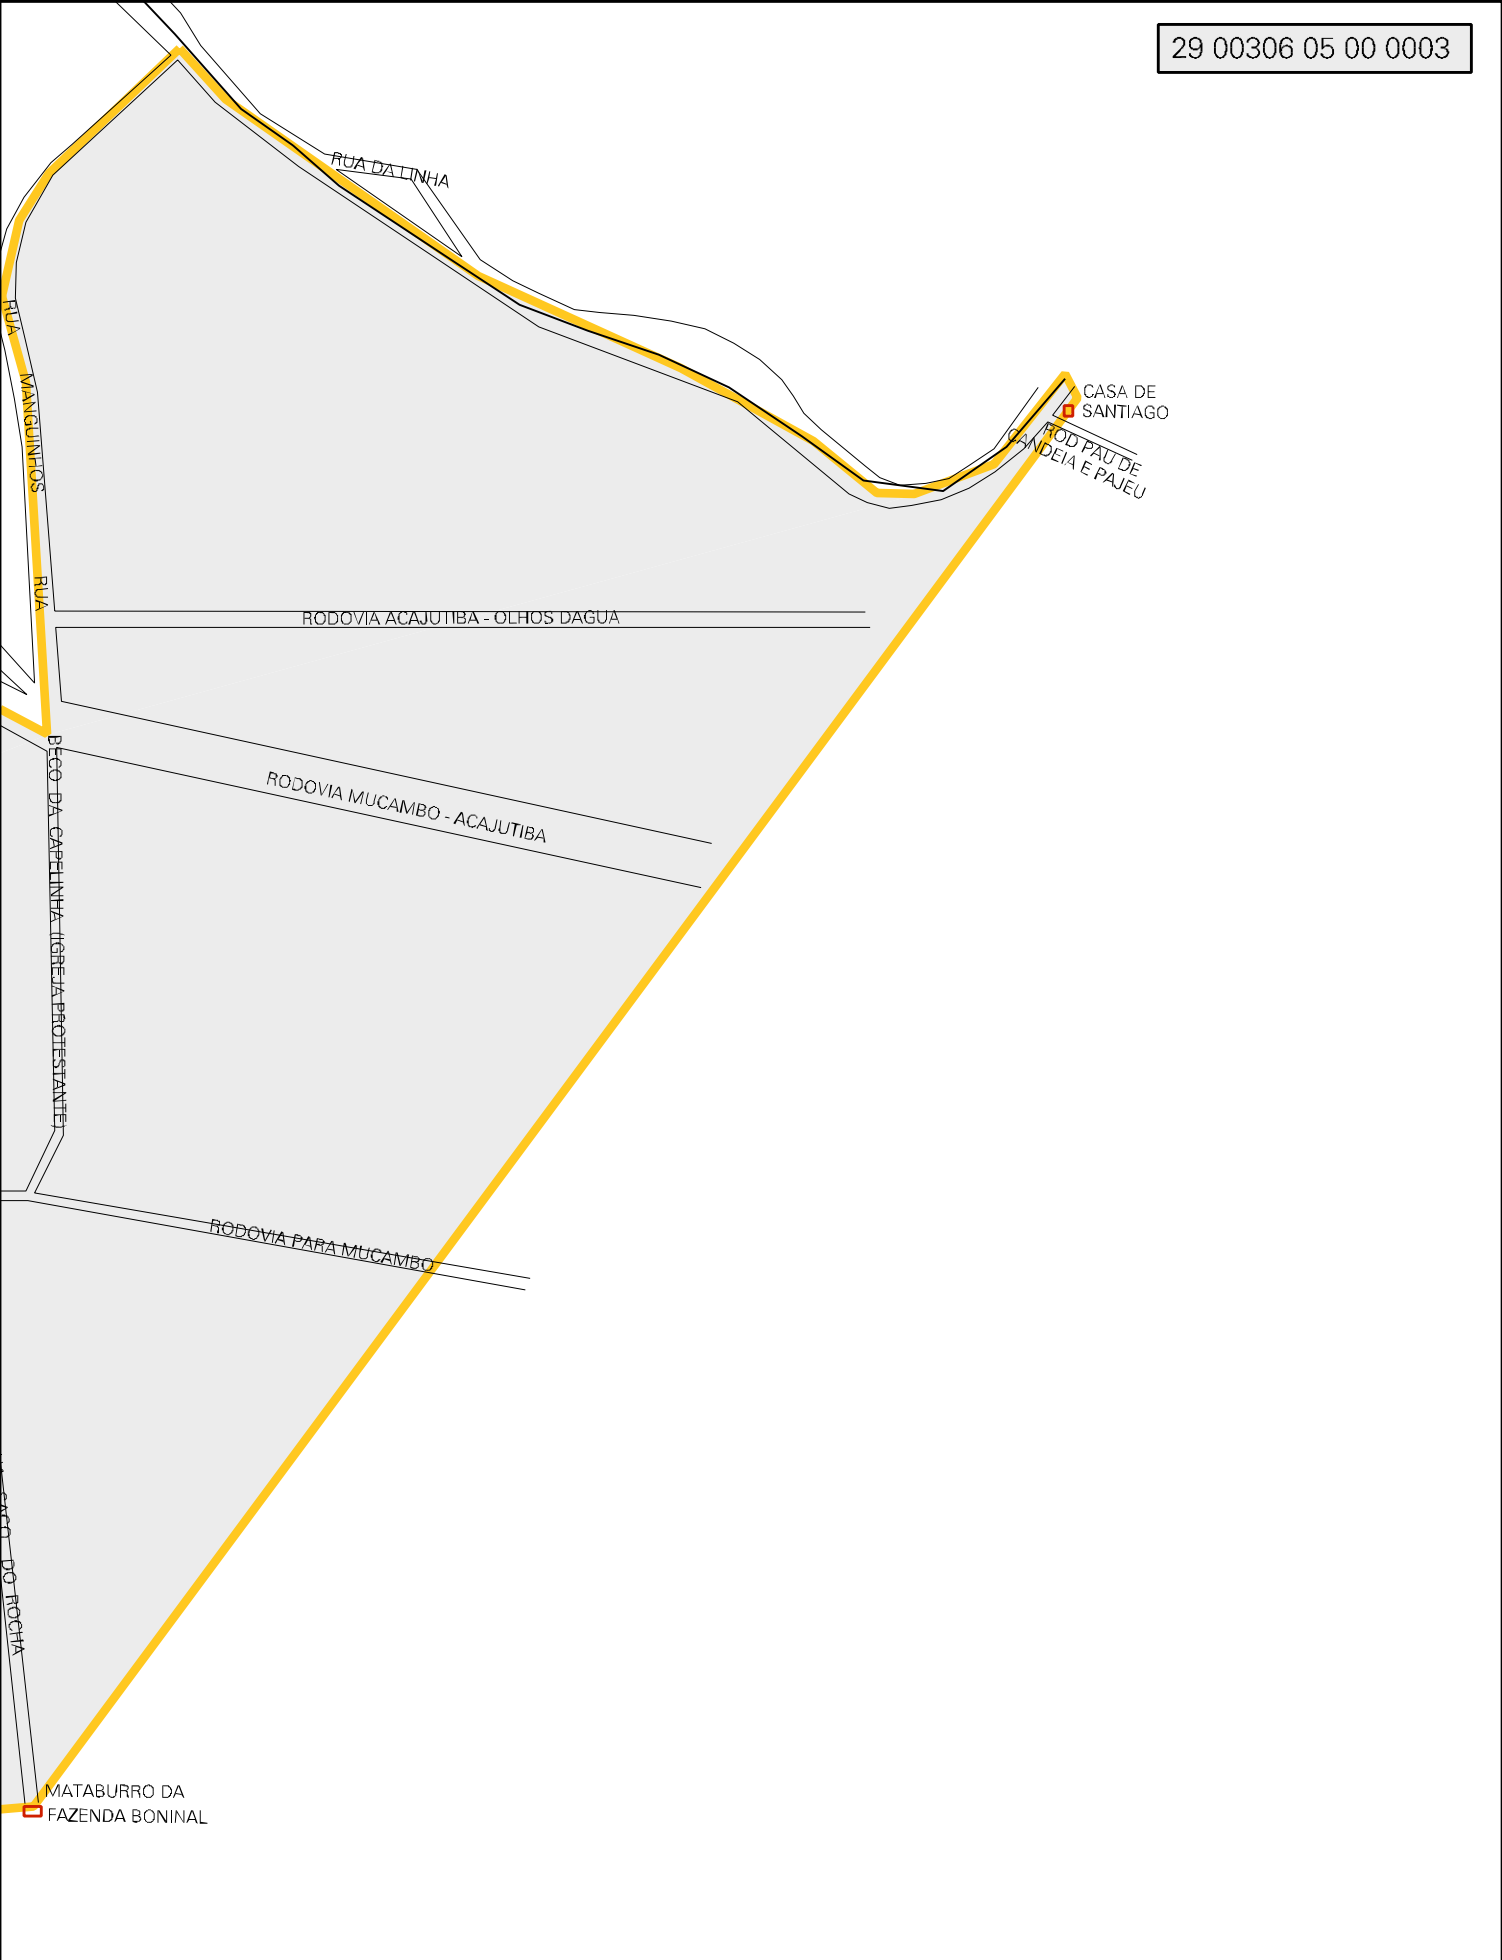 29 00306 05 00 0003
RUA DA LINHA
CASA DE
SANTIAGO
ROD PAU DE
CANDEIA E PAJEU
RUA
MANGUINHOS
RUA
RODOVIA ACAJUTIBA - OLHOS DAGUA
RODOVIA MUCAMBO - ACAJUTIBA
BECO DA CAPELINHA (IGREJA PROTESTANTE)
RODOVIA PARA MUCAMBO
SACO DO ROCHA
MATABURRO DA
FAZENDA BONINAL